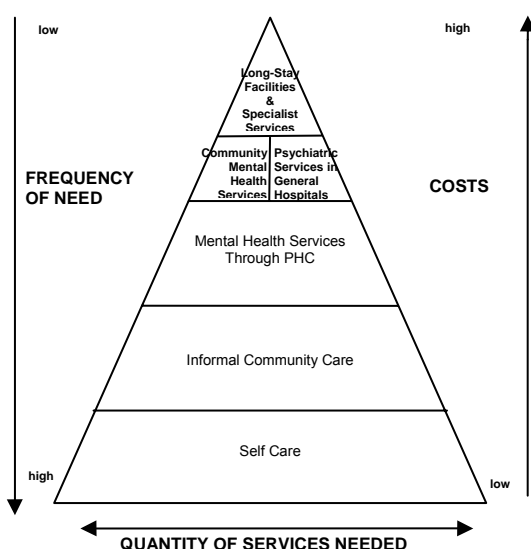 low
high
Long-Stay
Facilities
&
Specialist
Services
Community
Mental
Health
Services
Psychiatric
Services in
General
Hospitals
FREQUENCY
OF NEED
COSTS
Mental Health Services
Through PHC
Informal Community Care
Self Care
high
low
QUANTITY OF SERVICES NEEDED